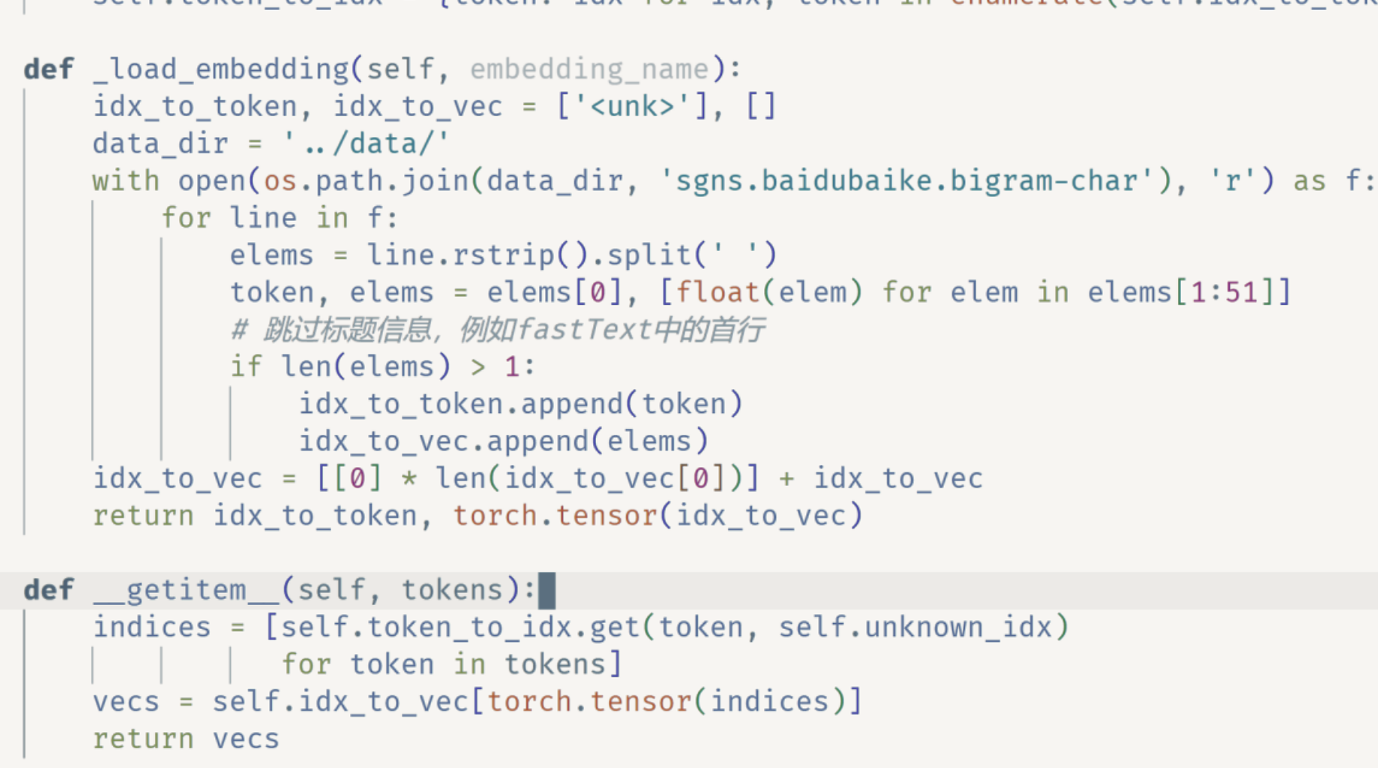 self.token_to_idx = {token: idx for idx, token in enumerate(self.idx_to_tok
def _load_embedding(self, embedding_name):
idx_to_token, idx_to_vec = ['<unk>'], []
data_dir = '../data/'
with open(os.path.join(data_dir, 'sgns.baidubaike.bigram-char'), 'r') as f:
for line in f:
elems = line.rstrip().split(' ')
token, elems = elems[0], [float(elem) for elem in elems[1:51]]
# 跳过标题信息，例如fastText中的首行
if len(elems) > 1:
idx_to_token.append(token)
idx_to_vec.append(elems)
idx_to_vec = [[0] * len(idx_to_vec[0])] + idx_to_vec
return idx_to_token, torch.tensor(idx_to_vec)
def __getitem__(self, tokens):
indices = [self.token_to_idx.get(token, self.unknown_idx)
for token in tokens]
vecs = self.idx_to_vec[torch.tensor(indices)]
return vecs